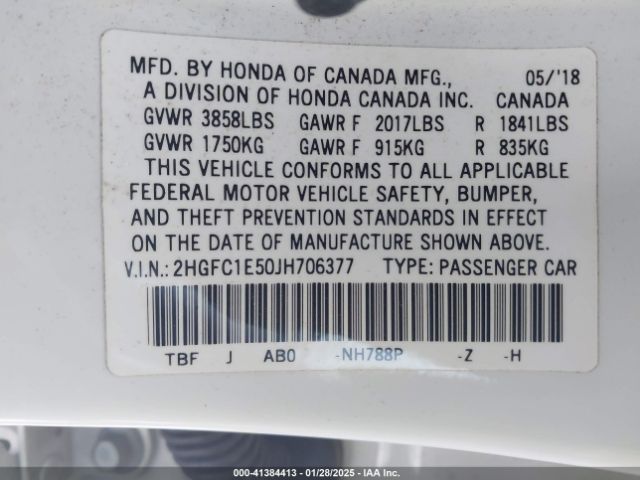 MFD. BY HONDA OF CANADA MFG., 05/'18
A DIVISION OF HONDA CANADA INC. CANADA
GVWR 3858LBS GAWR F 2017LBS R 1841LBS
GVWR 1750KG GAWR F 915KG R 835KG
THIS VEHICLE CONFORMS TO ALL APPLICABLE
FEDERAL MOTOR VEHICLE SAFETY, BUMPER,
AND THEFT PREVENTION STANDARDS IN EFFECT
ON THE DATE OF MANUFACTURE SHOWN ABOVE.
V.I.N.: 2HGFC1E50JH706377 TYPE: PASSENGER CAR
TBF J AB0 -NH788P -Z -H
000-41384413 - 01/28/2025 - IAA Inc.